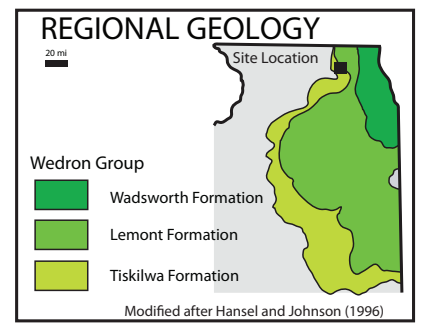 REGIONAL GEOLOGY
20 mi
Site Location
Wedron Group
Wadsworth Formation
Lemont Formation
Tiskilwa Formation
Modified after Hansel and Johnson (1996)